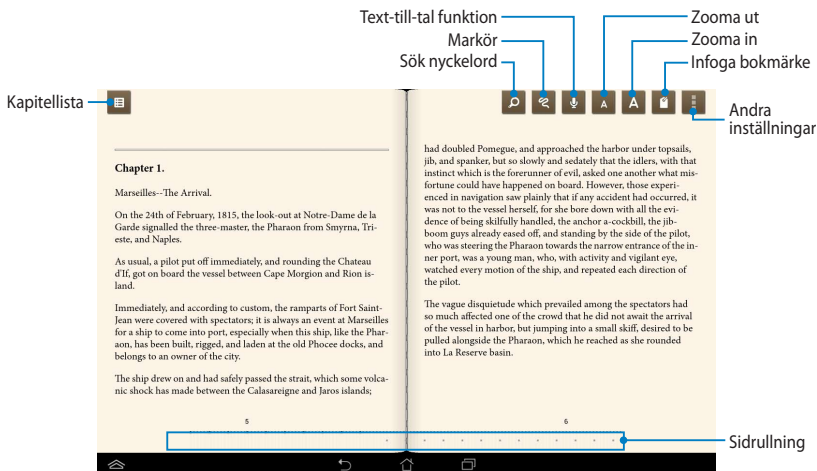 Text-till-tal funktion
Markör
Sök nyckelord
Zooma ut
Zooma in
Infoga bokmärke
Kapitellista
Andra
inställningar
A
A
Chapter 1.
Marseilles--The Arrival.
On the 24th of February, 1815, the look-out at Notre-Dame de la
Garde signalled the three-master, the Pharaon from Smyrna, Tri-
este, and Naples.
As usual, a pilot put off immediately, and rounding the Chateau
d'If, got on board the vessel between Cape Morgion and Rion is-
land.
Immediately, and according to custom, the ramparts of Fort Saint-
Jean were covered with spectators; it is always an event at Marseilles
for a ship to come into port, especially when this ship, like the Phar-
aon, has been built, rigged, and laden at the old Phocee docks, and
belongs to an owner of the city.
The ship drew on and had safely passed the strait, which some volca-
nic shock has made between the Calasareigne and Jaros islands;
5
had doubled Pomegue, and approached the harbor under topsails,
jib, and spanker, but so slowly and sedately that the idlers, with that
instinct which is the forerunner of evil, asked one another what mis-
fortune could have happened on board. However, those experi-
enced in navigation saw plainly that if any accident had occurred, it
was not to the vessel herself, for she bore down with all the evi-
dence of being skilfully handled, the anchor a-cockbill, the jib-
boom guys already eased off, and standing by the side of the pilot,
who was steering the Pharaon towards the narrow entrance of the in-
ner port, was a young man, who, with activity and vigilant eye,
watched every motion of the ship, and repeated each direction of
the pilot.
The vague disquietude which prevailed among the spectators had
so much affected one of the crowd that he did not await the arrival
of the vessel in harbor, but jumping into a small skiff, desired to be
pulled alongside the Pharaon, which he reached as she rounded
into La Reserve basin.
6
Sidrullning